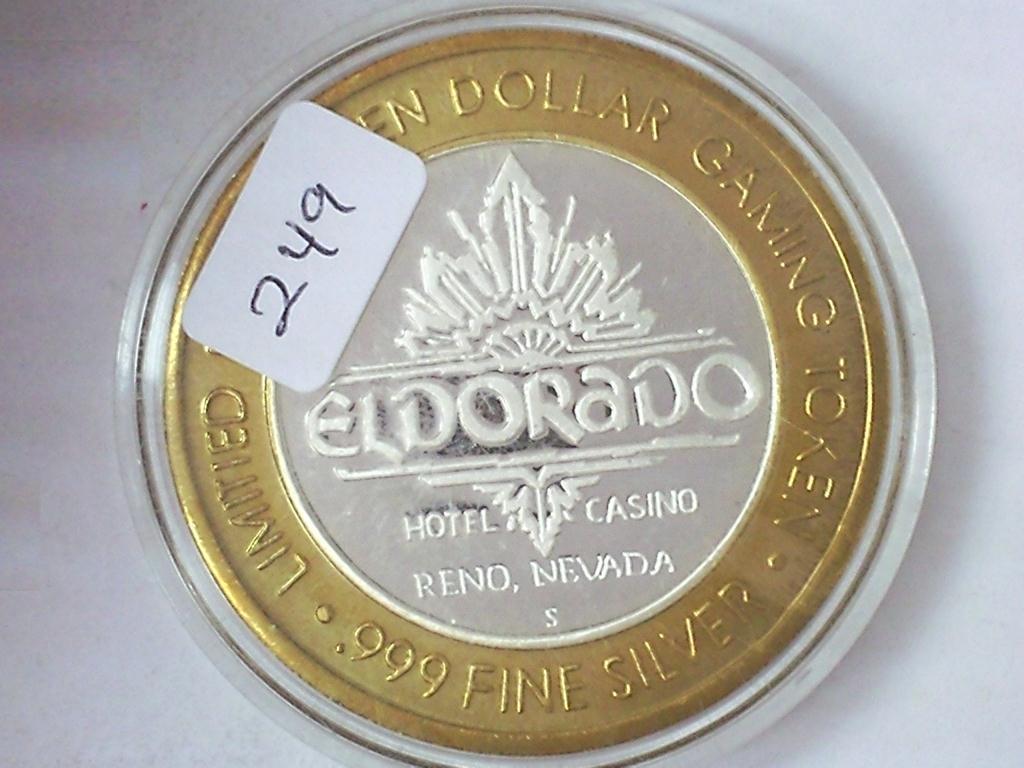 EN DOLLAR GAMING TOKEN •
.999 FINE SILVER •
LIMITED
249
ELDORADO
HOTEL CASINO
RENO, NEVADA
S